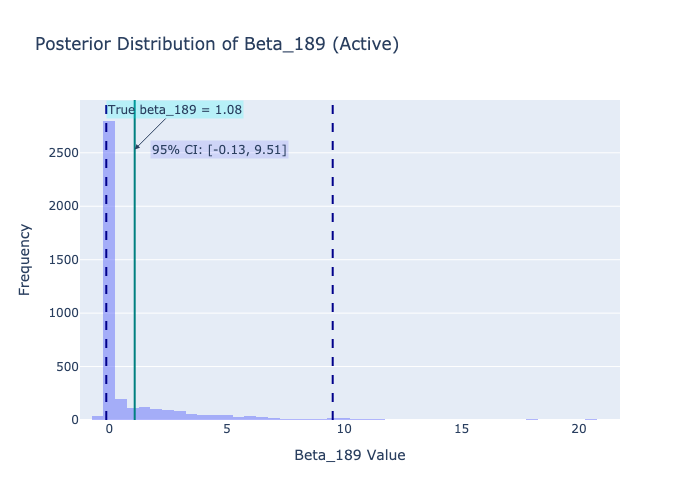 Posterior Distribution of Beta_189 (Active)
True beta_189 = 1.08
95% CI: [-0.13, 9.51]
2500
2000
1500
1000
500
0
Frequency
0
5
10
15
20
Beta_189 Value